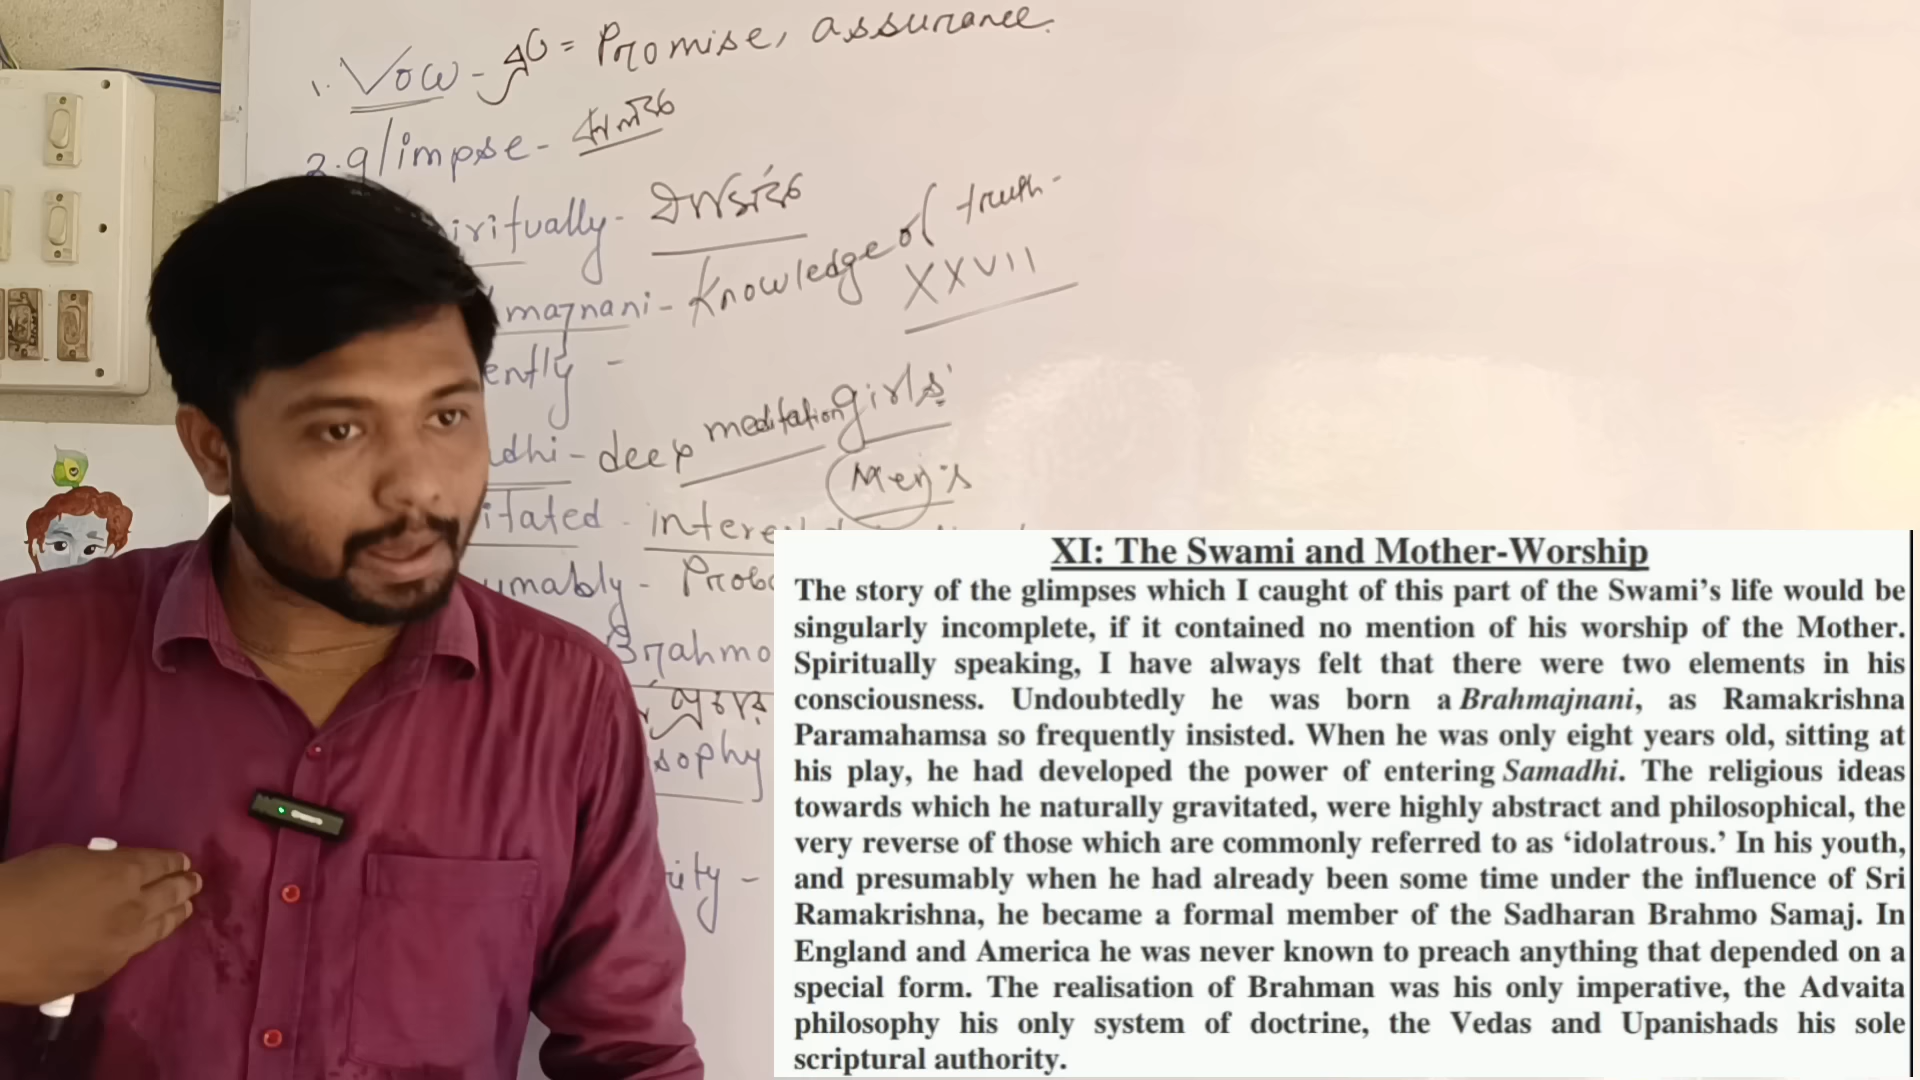 1. Vow - ব্রত = Promise, assurance.
2. glimpse - ঝলক
iritually -
majnani - Knowledge of truth -
XXVII
ently -
adhi - deep meditation girls'
Men's
itated - intere
umably - Proba
Brahmo
প্রচার
sophy
rity -
XI: The Swami and Mother-Worship
The story of the glimpses which I caught of this part of the Swami’s life would be
singularly incomplete, if it contained no mention of his worship of the Mother.
Spiritually speaking, I have always felt that there were two elements in his
consciousness. Undoubtedly he was born a Brahmajnani, as Ramakrishna
Paramahamsa so frequently insisted. When he was only eight years old, sitting at
his play, he had developed the power of entering Samadhi. The religious ideas
towards which he naturally gravitated, were highly abstract and philosophical, the
very reverse of those which are commonly referred to as ‘idolatrous.’ In his youth,
and presumably when he had already been some time under the influence of Sri
Ramakrishna, he became a formal member of the Sadharan Brahmo Samaj. In
England and America he was never known to preach anything that depended on a
special form. The realisation of Brahman was his only imperative, the Advaita
philosophy his only system of doctrine, the Vedas and Upanishads his sole
scriptural authority.